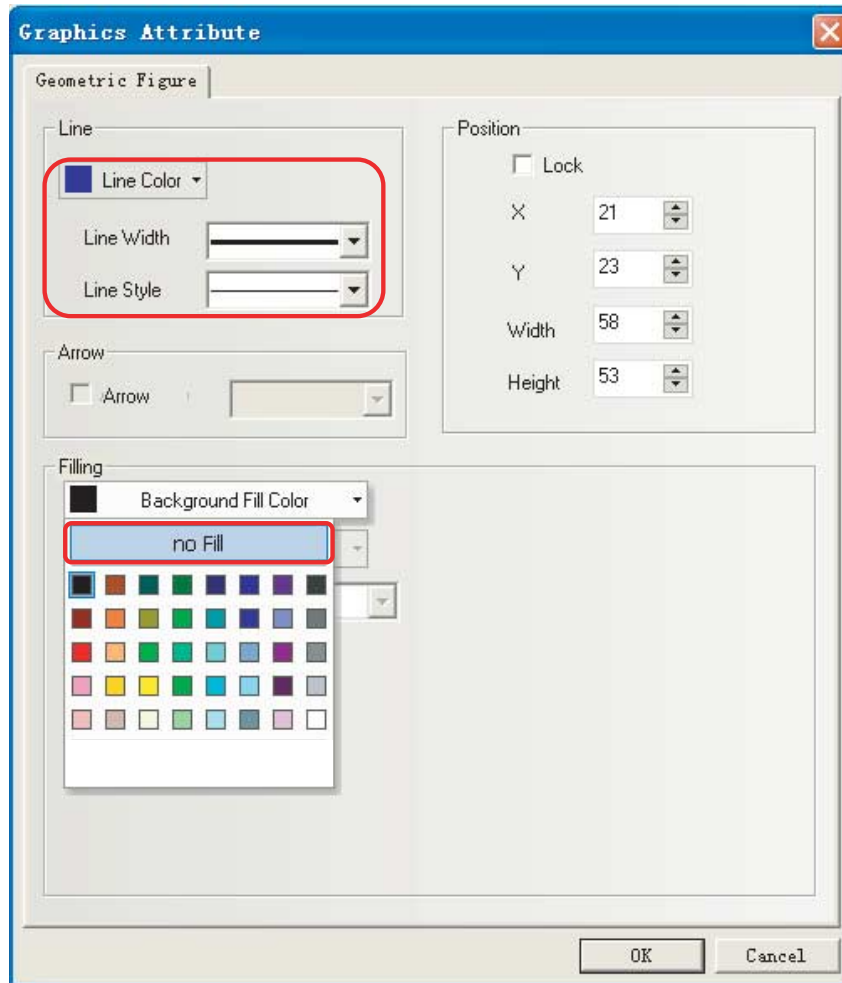 Graphics Attribute
Geometric Figure
Line
Line Color
Line Width
Line Style
Arrow
Arrow
Position
Lock
X 21
Y 23
Width 58
Height 53
Filling
Background Fill Color
no Fill
OK Cancel